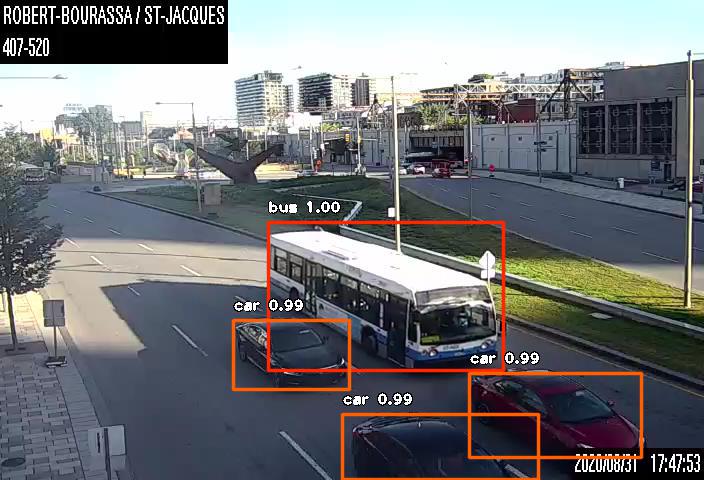 ROBERT-BOURASSA / ST-JACQUES
407-520
bus 1.00
car 0.99
car 0.99
car 0.99
2020/08/31 17:47:53